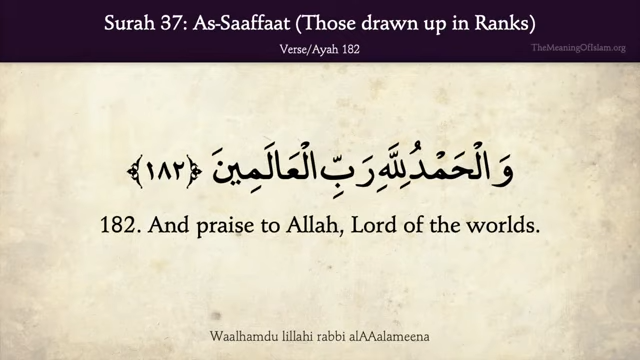 Surah 37: As-Saaffaat (Those drawn up in Ranks)
Verse/Ayah 182
TheMeaningOfIslam.org
وَالْحَمْدُ لِلَّهِ رَبِّ الْعَالَمِينَ ﴿١٨٢﴾
182. And praise to Allah, Lord of the worlds.
Waalhamdu lillahi rabbi alAAalameena